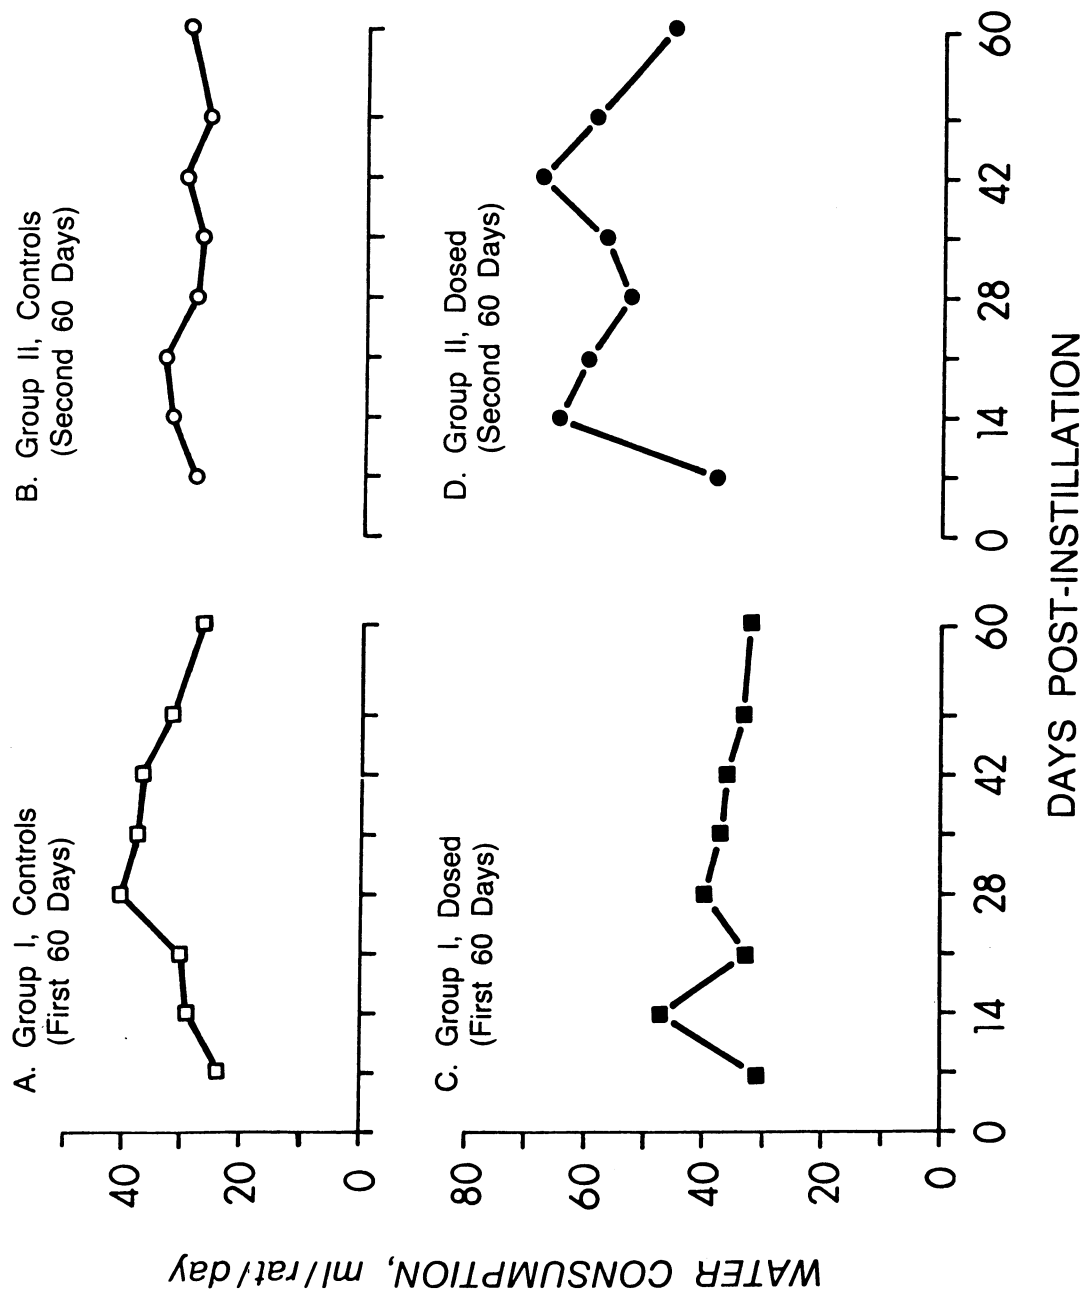 A. Group I, Controls
(First 60 Days)
B. Group II, Controls
(Second 60 Days)
40
20
0
C. Group I, Dosed
(First 60 Days)
D. Group II, Dosed
(Second 60 Days)
80
60
40
20
0
WATER CONSUMPTION, ml/rat/day
0 14 28 42 60
0 14 28 42 60
DAYS POST-INSTILLATION